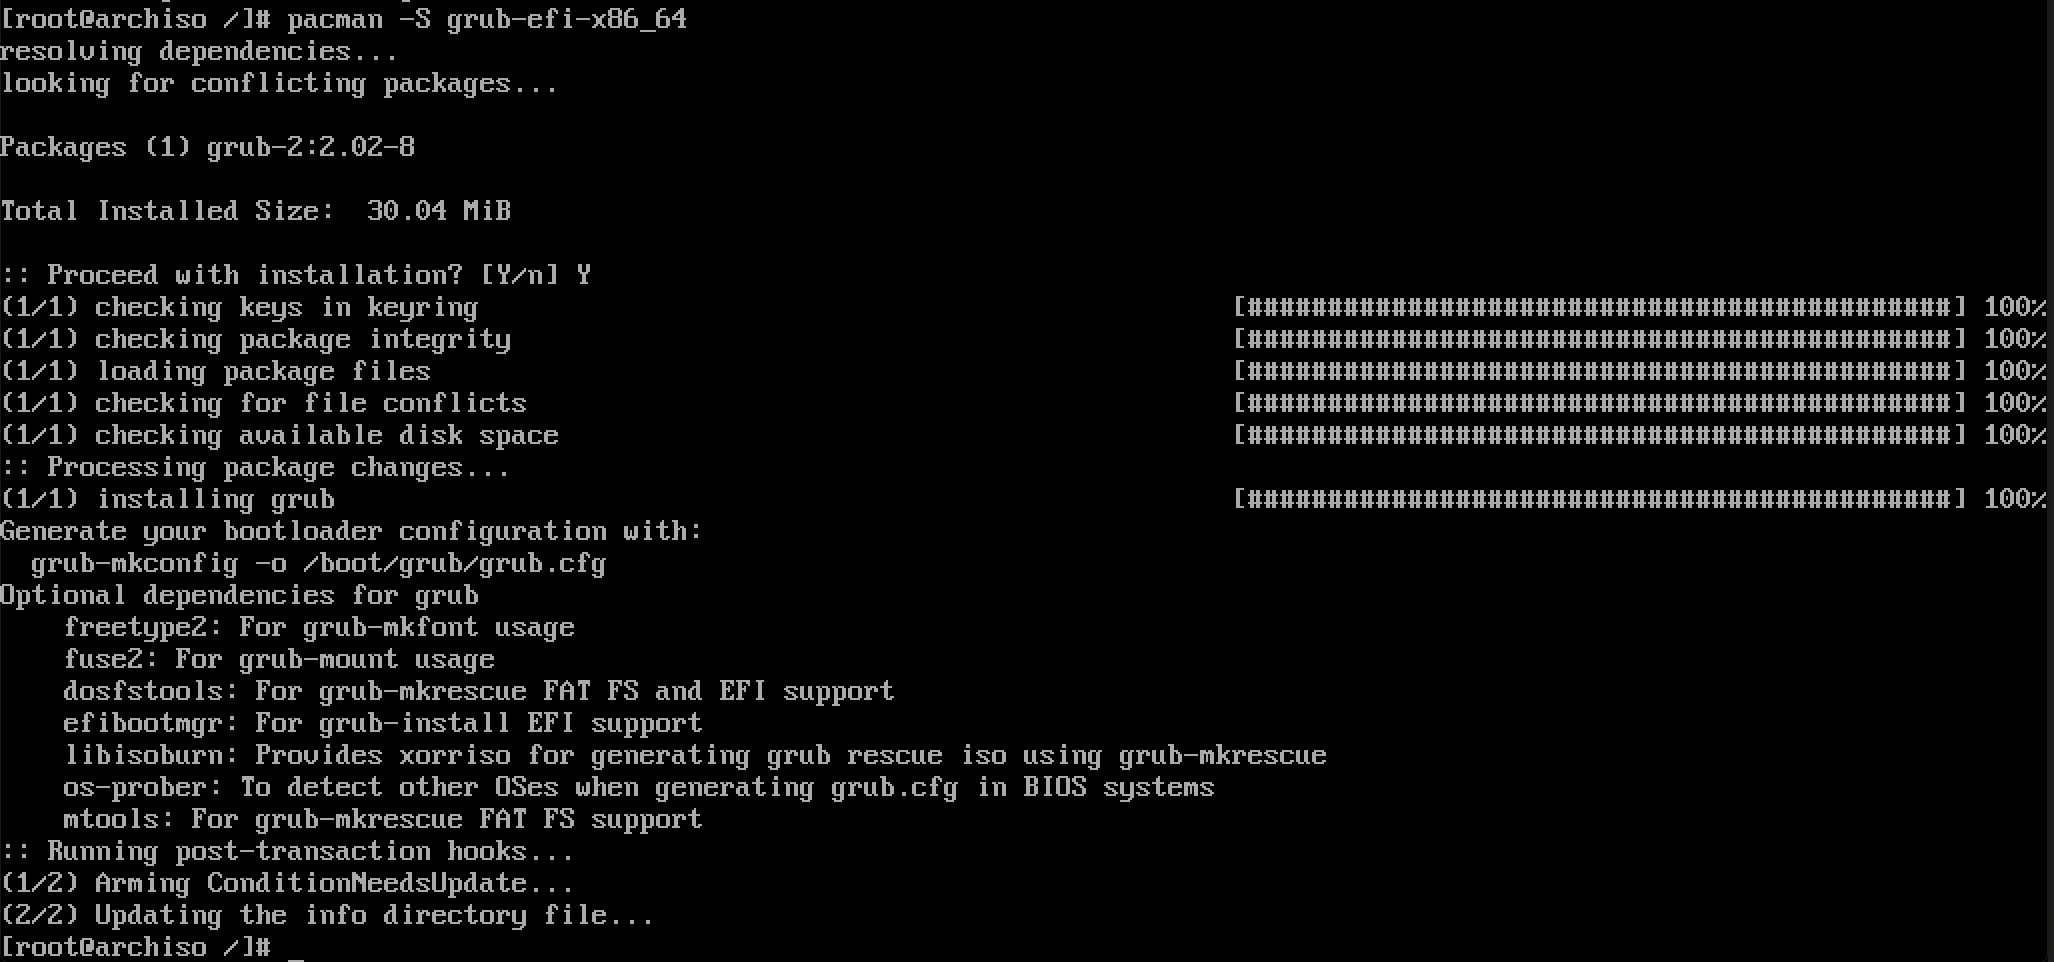 [root@archiso /]# pacman -S grub-efi-x86_64
resolving dependencies...
looking for conflicting packages...
Packages (1) grub-2:2.02-8
Total Installed Size:  30.04 MiB
:: Proceed with installation? [Y/n] Y
(1/1) checking keys in keyring [############################################] 100%
(1/1) checking package integrity [############################################] 100%
(1/1) loading package files [############################################] 100%
(1/1) checking for file conflicts [############################################] 100%
(1/1) checking available disk space [############################################] 100%
:: Processing package changes...
(1/1) installing grub [############################################] 100%
Generate your bootloader configuration with:
  grub-mkconfig -o /boot/grub/grub.cfg
Optional dependencies for grub
    freetype2: For grub-mkfont usage
    fuse2: For grub-mount usage
    dosfstools: For grub-mkrescue FAT FS and EFI support
    efibootmgr: For grub-install EFI support
    libisoburn: Provides xorriso for generating grub rescue iso using grub-mkrescue
    os-prober: To detect other OSes when generating grub.cfg in BIOS systems
    mtools: For grub-mkrescue FAT FS support
:: Running post-transaction hooks...
(1/2) Arming ConditionNeedsUpdate...
(2/2) Updating the info directory file...
[root@archiso /]# _